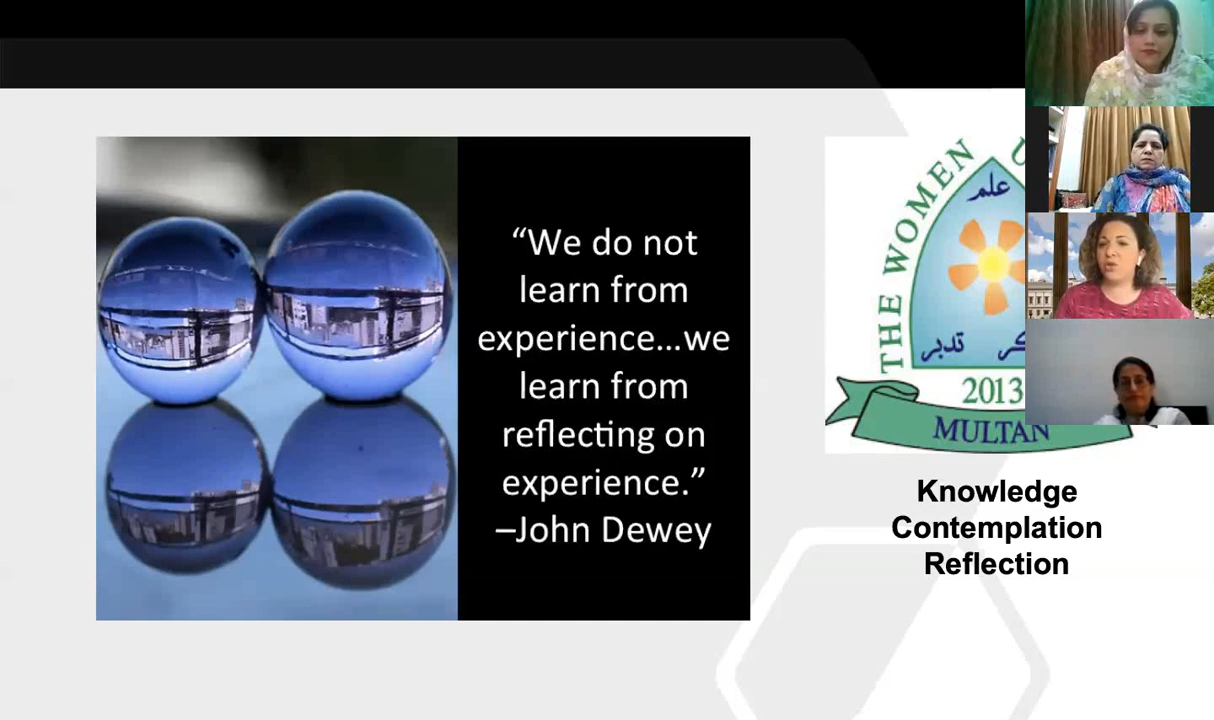 “We do not
learn from
experience...we
learn from
reflecting on
experience.”
–John Dewey
THE WOMEN
علم
تدبر
2013
MULTAN
Knowledge
Contemplation
Reflection